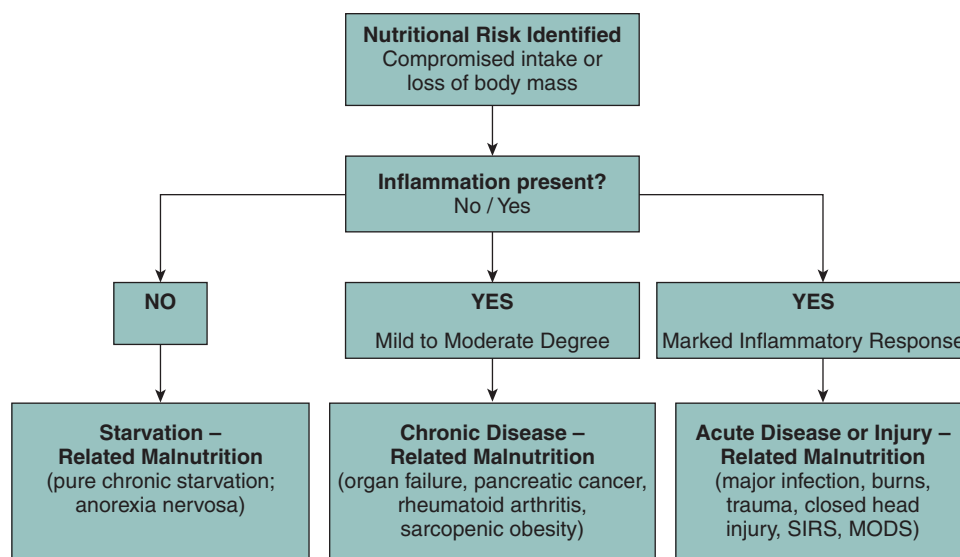 Nutritional Risk Identified
Compromised intake or
loss of body mass
Inflammation present?
No / Yes
NO
YES
Mild to Moderate Degree
YES
Marked Inflammatory Response
Starvation –
Related Malnutrition
(pure chronic starvation;
anorexia nervosa)
Chronic Disease –
Related Malnutrition
(organ failure, pancreatic cancer,
rheumatoid arthritis,
sarcopenic obesity)
Acute Disease or Injury –
Related Malnutrition
(major infection, burns,
trauma, closed head
injury, SIRS, MODS)